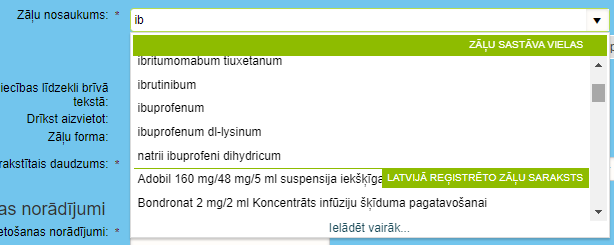 Zāļu nosaukums: * ib
ZĀĻU SASTĀVA VIELAS
ibritumomabum tiuxetanum
ibrutinibum
iecības līdzekli brīvā
tekstā:
ibuprofenum
Drīkst aizvietot:
ibuprofenum dl-lysinum
Zāļu forma:
natrii ibuprofeni dihydricum
rakstītais daudzums: *
LATVIJĀ REĢISTRĒTO ZĀĻU SARAKSTS
Adobil 160 mg/48 mg/5 ml suspensija iekšķīga
Bondronat 2 mg/2 ml Koncentrāts infūziju šķīduma pagatavošanai
as norādījumi
Ielādēt vairāk...
etošanas norādījumi: *